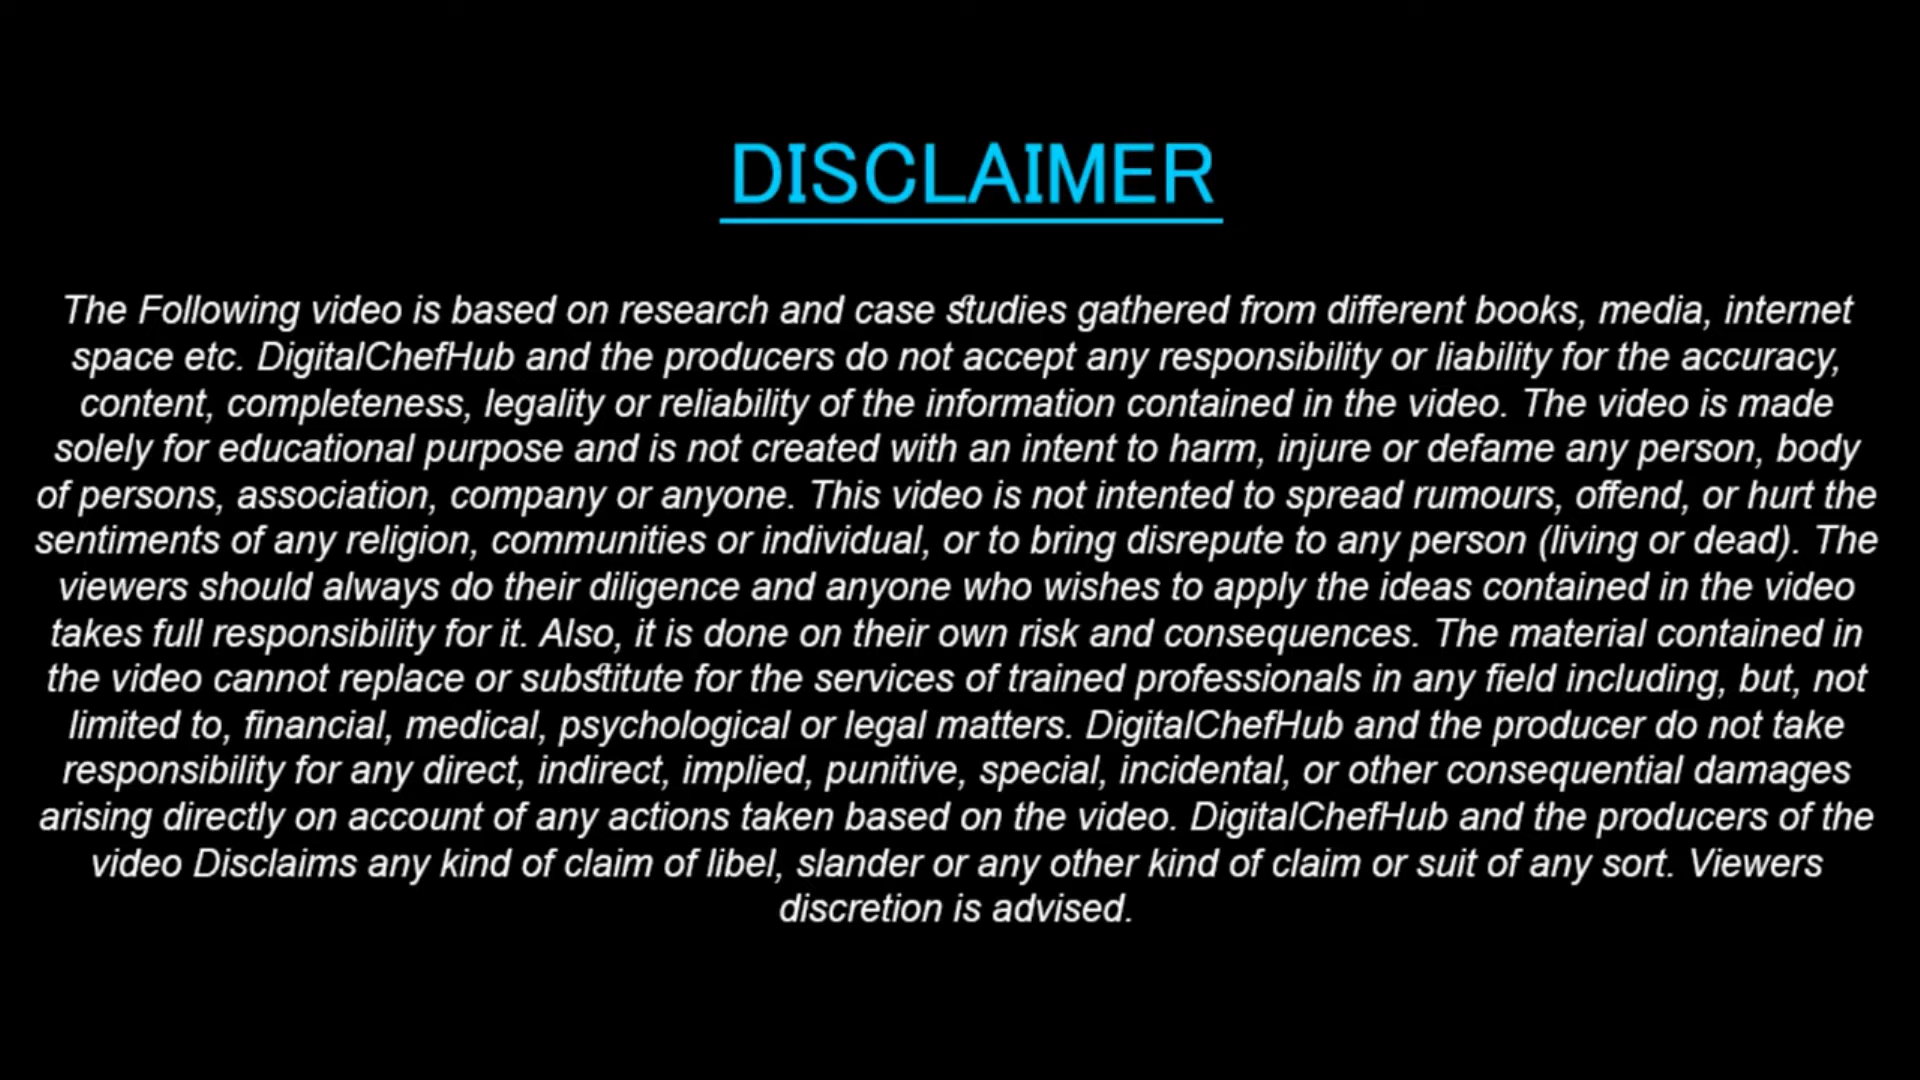 DISCLAIMER
The Following video is based on research and case studies gathered from different books, media, internet
space etc. DigitalChefHub and the producers do not accept any responsibility or liability for the accuracy,
content, completeness, legality or reliability of the information contained in the video. The video is made
solely for educational purpose and is not created with an intent to harm, injure or defame any person, body
of persons, association, company or anyone. This video is not intented to spread rumours, offend, or hurt the
sentiments of any religion, communities or individual, or to bring disrepute to any person (living or dead). The
viewers should always do their diligence and anyone who wishes to apply the ideas contained in the video
takes full responsibility for it. Also, it is done on their own risk and consequences. The material contained in
the video cannot replace or substitute for the services of trained professionals in any field including, but, not
limited to, financial, medical, psychological or legal matters. DigitalChefHub and the producer do not take
responsibility for any direct, indirect, implied, punitive, special, incidental, or other consequential damages
arising directly on account of any actions taken based on the video. DigitalChefHub and the producers of the
video Disclaims any kind of claim of libel, slander or any other kind of claim or suit of any sort. Viewers
discretion is advised.